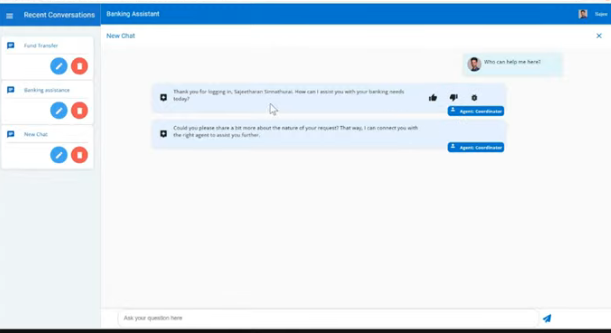 Recent Conversations
Banking Assistant
Sajee
New Chat
Fund Transfer
Banking assistance
New Chat
Who can help me here?
Thank you for logging in, Sajeetharan Sinnathurai. How can I assist you with your banking needs
today?
Agent: Coordinator
Could you please share a bit more about the nature of your request? That way, I can connect you with
the right agent to assist you further.
Agent: Coordinator
Ask your question here